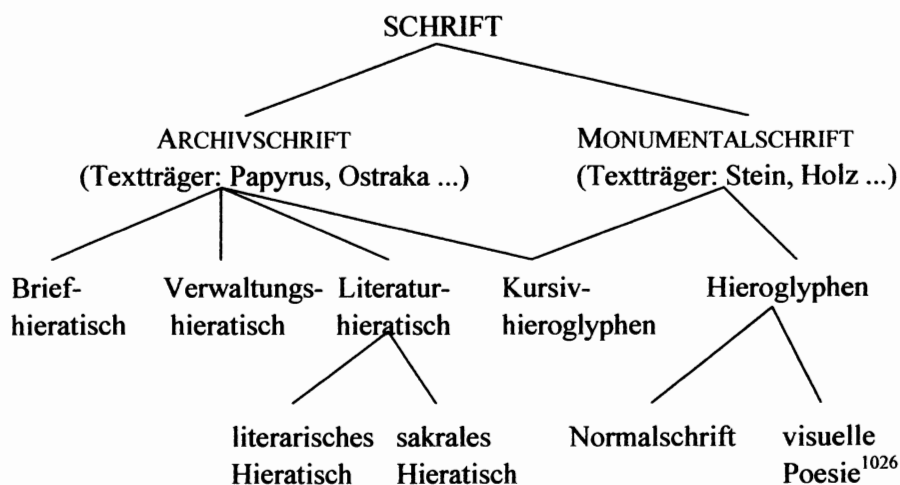 SCHRIFT
ARCHIVSCHRIFT MONUMENTALSCHRIFT
(Textträger: Papyrus, Ostraka ...) (Textträger: Stein, Holz ...)
Brief- Verwaltungs- Literatur- Kursiv- Hieroglyphen
hieratisch hieratisch hieratisch hieroglyphen
literarisches sakrales Normalschrift visuelle
Hieratisch Hieratisch Poesie1026